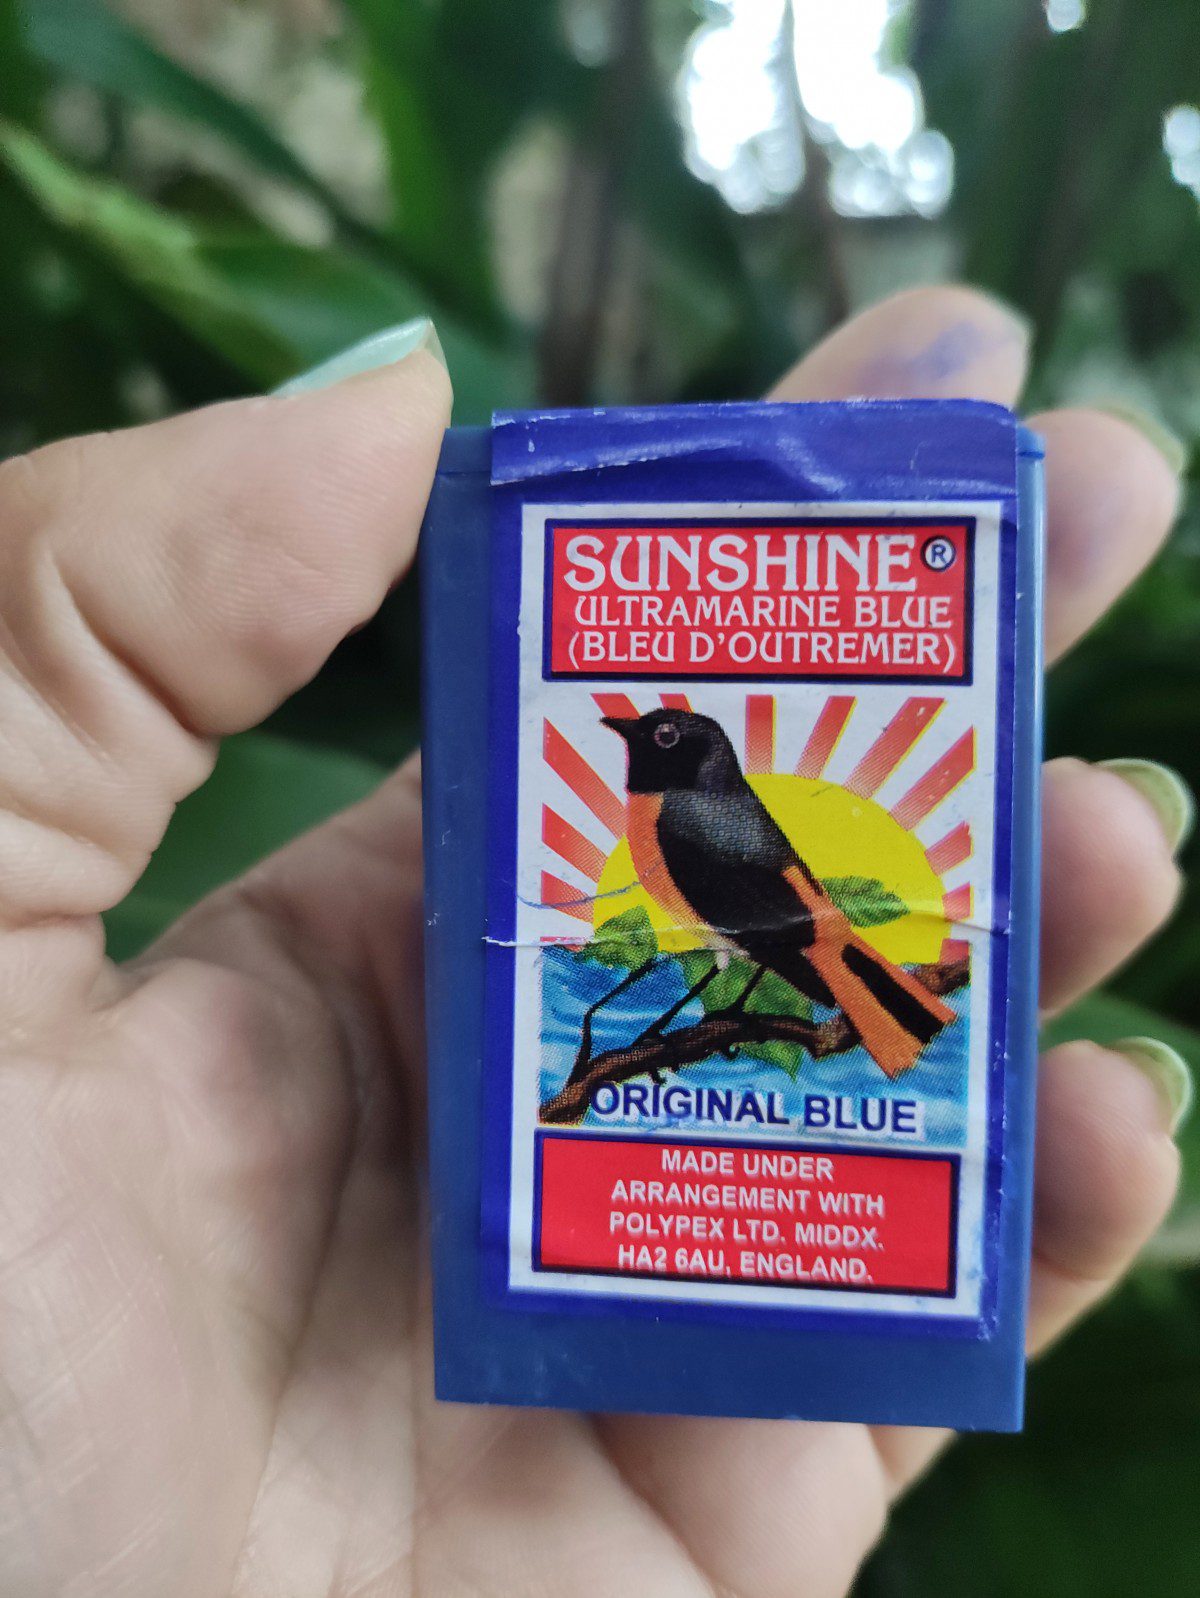 SUNSHINE®
ULTRAMARINE BLUE
(BLEU D'OUTREMER)
ORIGINAL BLUE
MADE UNDER
ARRANGEMENT WITH
POLYPEX LTD. MIDDX.
HA2 6AU, ENGLAND.